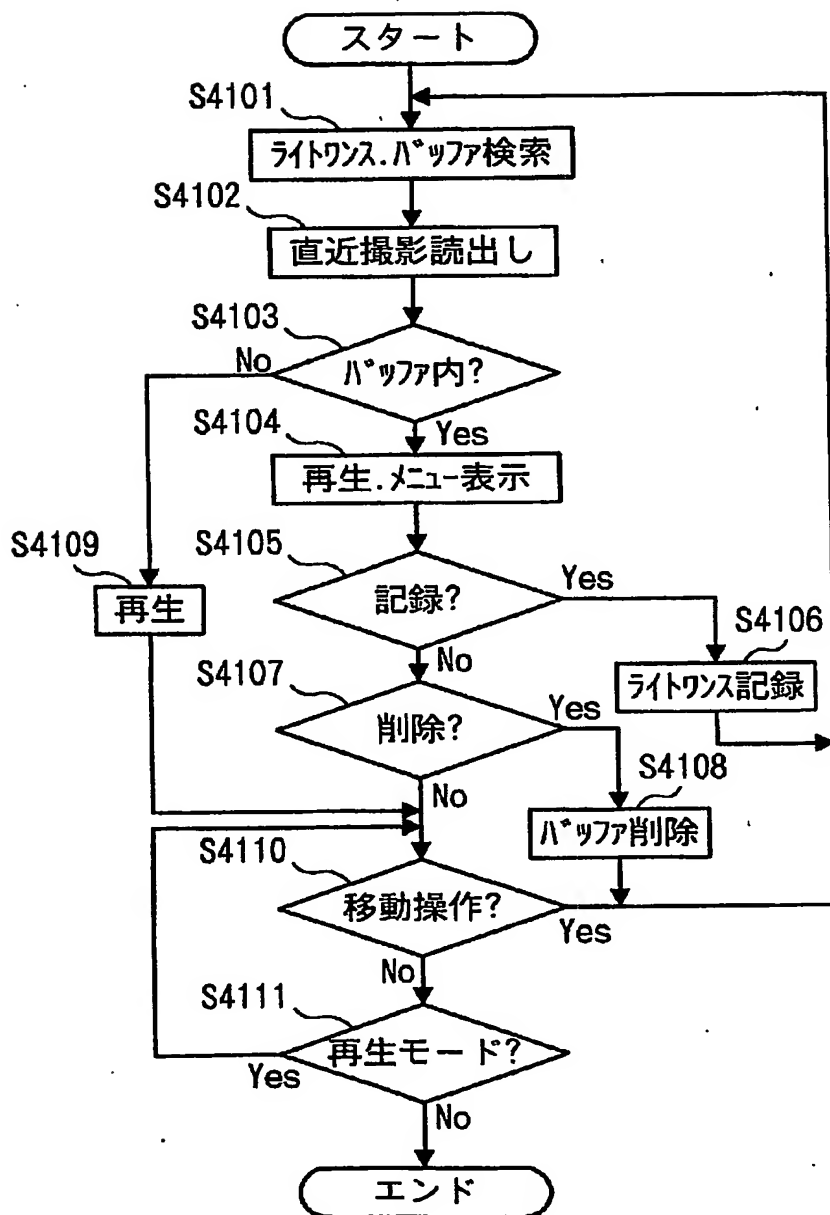 スタート
S4101
ﾗｲﾄﾜﾝｽ.ﾊﾞｯﾌｧ検索
S4102
直近撮影読出し
S4103
No
ﾊﾞｯﾌｧ内?
S4104
Yes
再生.ﾒﾆｭｰ表示
S4109
S4105
Yes
再生
記録?
S4106
No
S4107
ﾗｲﾄﾜﾝｽ記録
Yes
削除?
S4108
No
ﾊﾞｯﾌｧ削除
S4110
移動操作?
Yes
No
S4111
再生モード?
Yes
No
エンド